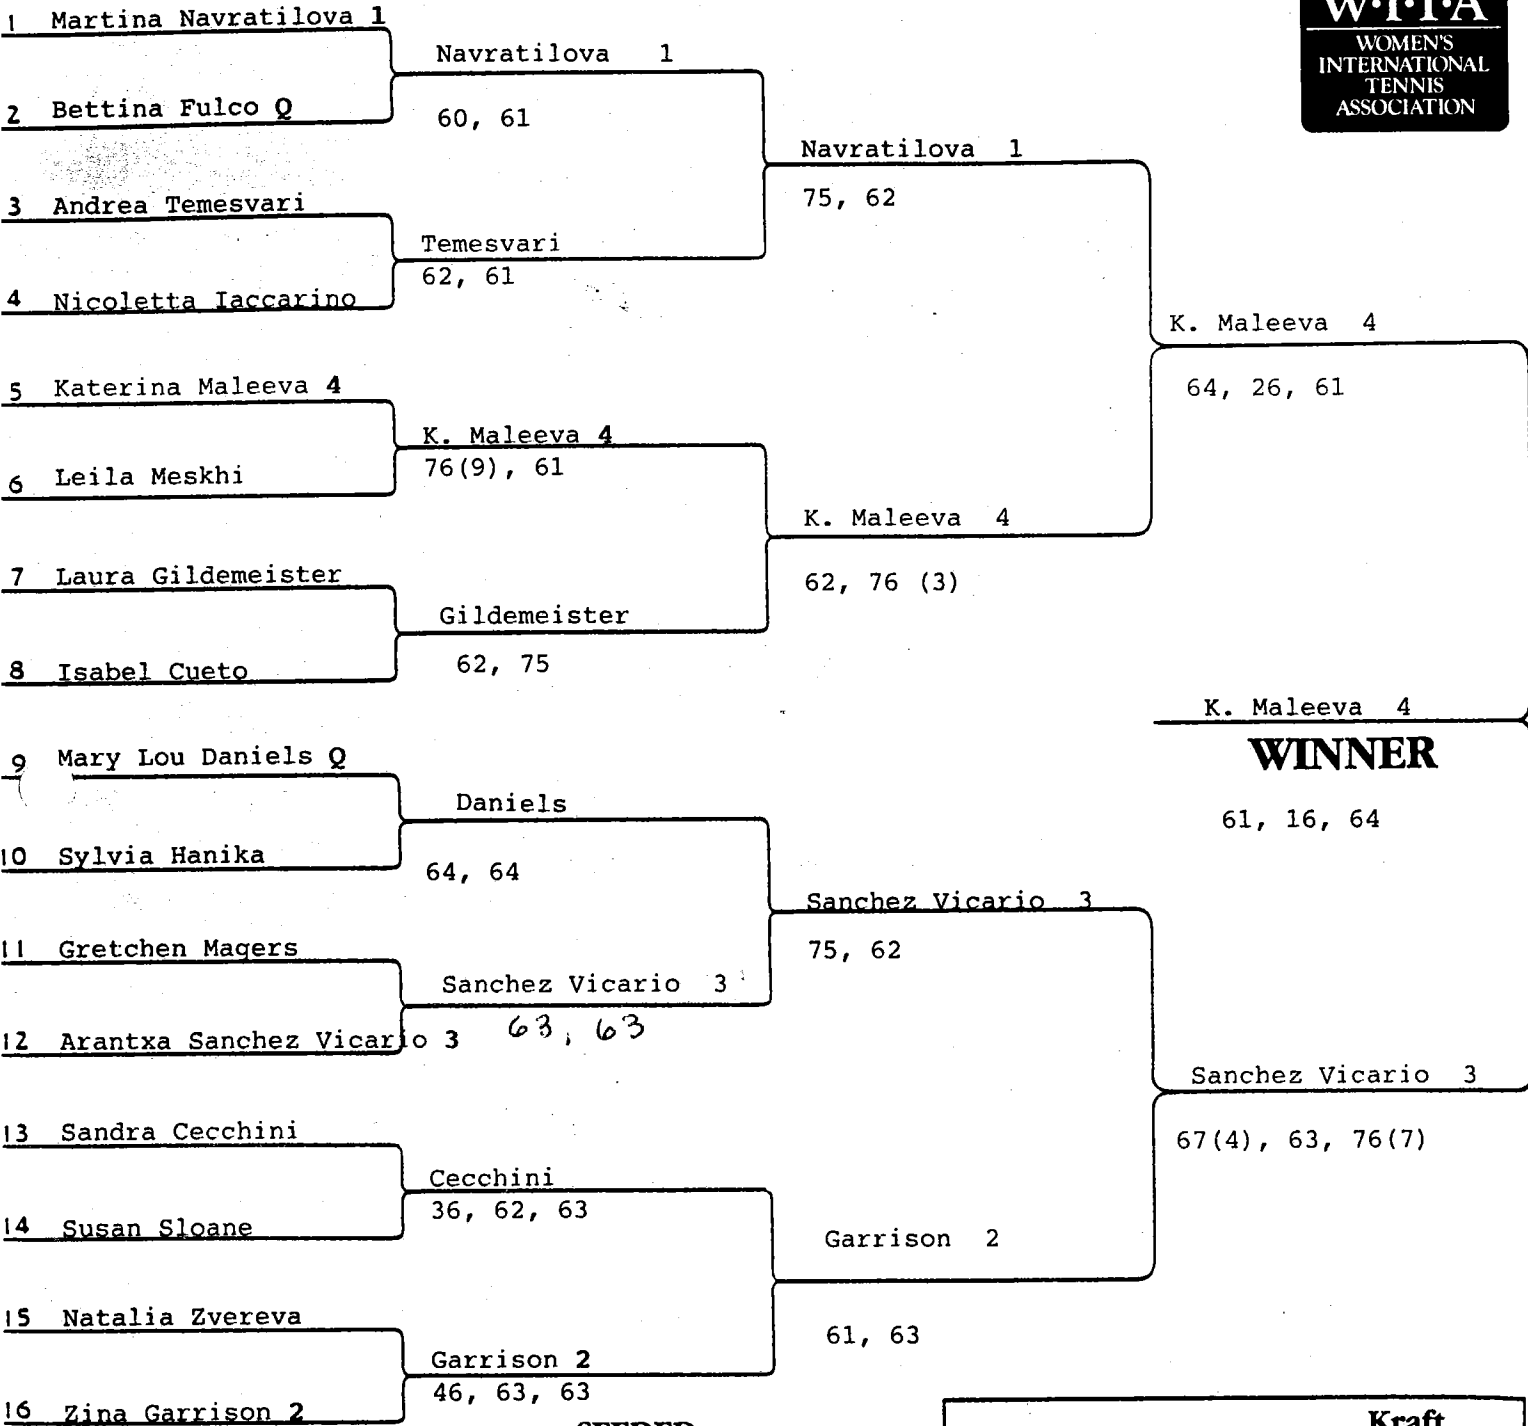 1 Martina Navratilova 1
Navratilova 1
2 Bettina Fulco Q
60, 61
Navratilova 1
75, 62
3 Andrea Temesvari
Temesvari
62, 61
4 Nicoletta Iaccarino
K. Maleeva 4
64, 26, 61
5 Katerina Maleeva 4
K. Maleeva 4
76(9), 61
6 Leila Meskhi
K. Maleeva 4
62, 76 (3)
7 Laura Gildemeister
Gildemeister
62, 75
8 Isabel Cueto
K. Maleeva 4
WINNER
61, 16, 64
9 Mary Lou Daniels Q
Daniels
64, 64
10 Sylvia Hanika
Sanchez Vicario 3
75, 62
11 Gretchen Magers
Sanchez Vicario 3
63, 63
12 Arantxa Sanchez Vicario 3
Sanchez Vicario 3
67(4), 63, 76(7)
13 Sandra Cecchini
Cecchini
36, 62, 63
14 Susan Sloane
Garrison 2
61, 63
15 Natalia Zvereva
Garrison 2
46, 63, 63
16 Zina Garrison 2
SEEDED
Kraft
W·I·T·A
WOMEN'S
INTERNATIONAL
TENNIS
ASSOCIATION